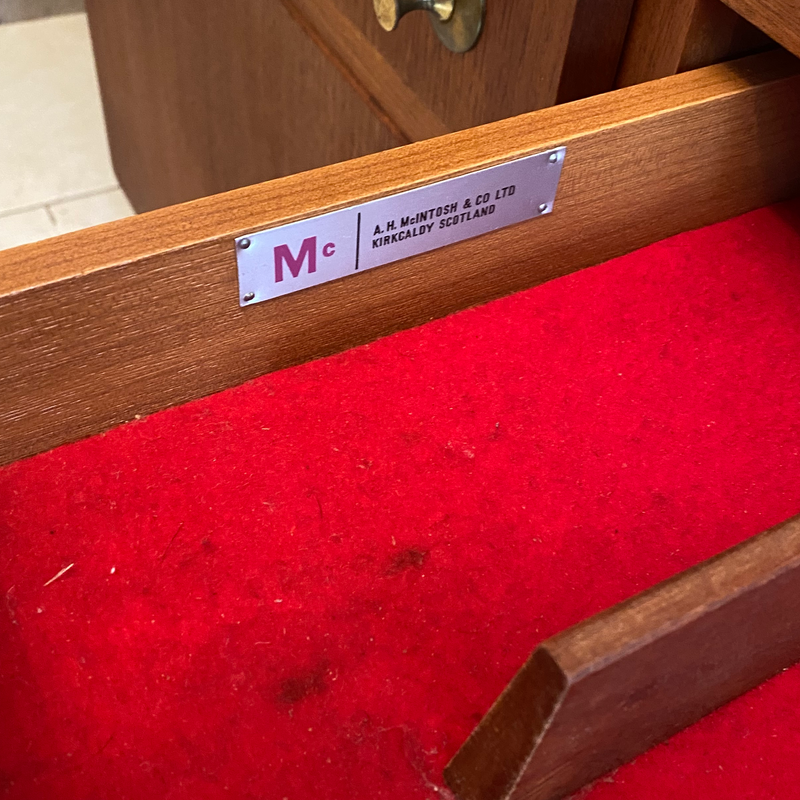 Mc
A. H. McINTOSH & CO LTD
KIRKCALDY SCOTLAND